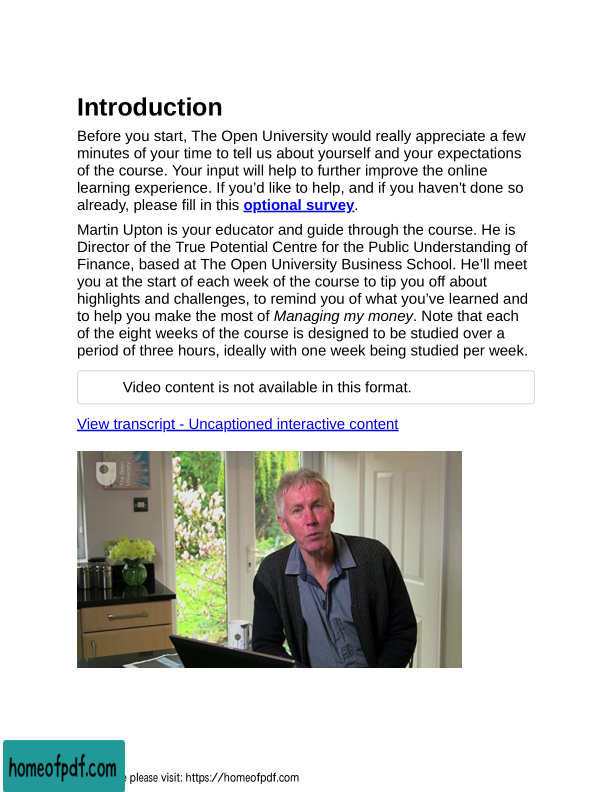 Introduction
Before you start, The Open University would really appreciate a few
minutes of your time to tell us about yourself and your expectations
of the course. Your input will help to further improve the online
learning experience. If you’d like to help, and if you haven't done so
already, please fill in this optional survey.
Martin Upton is your educator and guide through the course. He is
Director of the True Potential Centre for the Public Understanding of
Finance, based at The Open University Business School. He’ll meet
you at the start of each week of the course to tip you off about
highlights and challenges, to remind you of what you’ve learned and
to help you make the most of Managing my money. Note that each
of the eight weeks of the course is designed to be studied over a
period of three hours, ideally with one week being studied per week.
Video content is not available in this format.
View transcript - Uncaptioned interactive content
The Open
University
homeofpdf.com
e please visit: https://homeofpdf.com